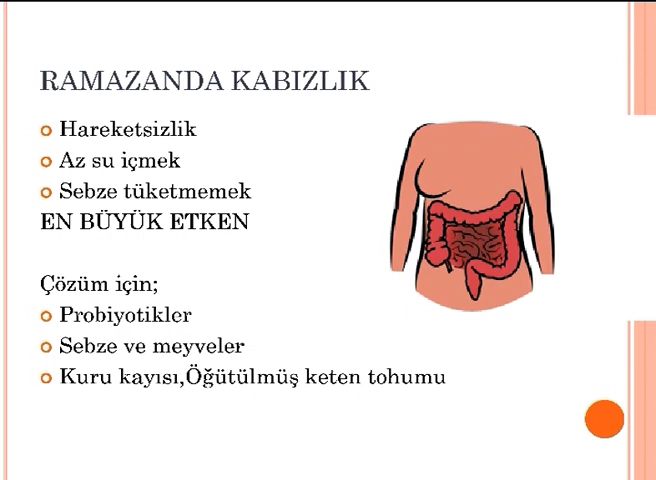 RAMAZANDA KABIZLIK
Hareketsizlik
Az su içmek
Sebze tüketmemek
EN BÜYÜK ETKEN
Çözüm için;
Probiyotikler
Sebze ve meyveler
Kuru kayısı,Öğütülmüş keten tohumu